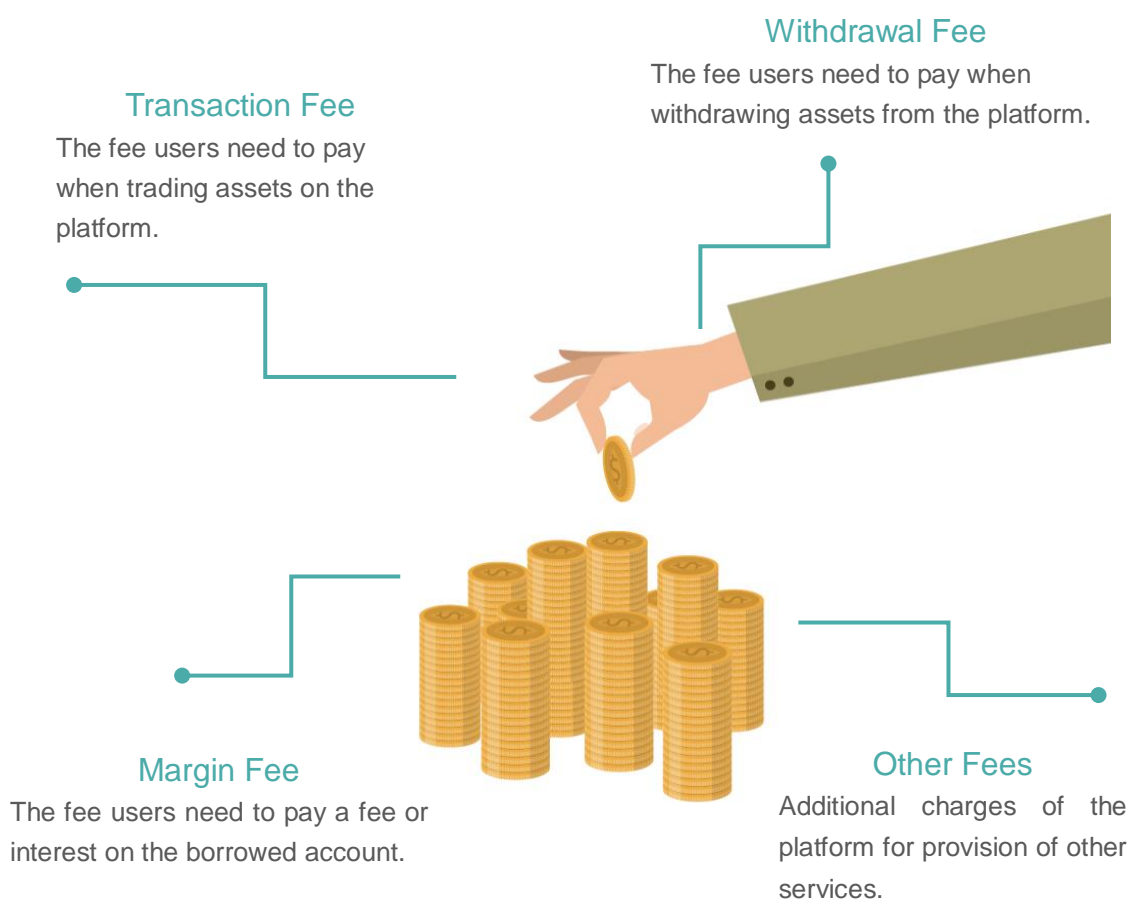 Withdrawal Fee
The fee users need to pay when
withdrawing assets from the platform.
Transaction Fee
The fee users need to pay
when trading assets on the
platform.
Margin Fee
The fee users need to pay a fee or
interest on the borrowed account.
Other Fees
Additional charges of the
platform for provision of other
services.